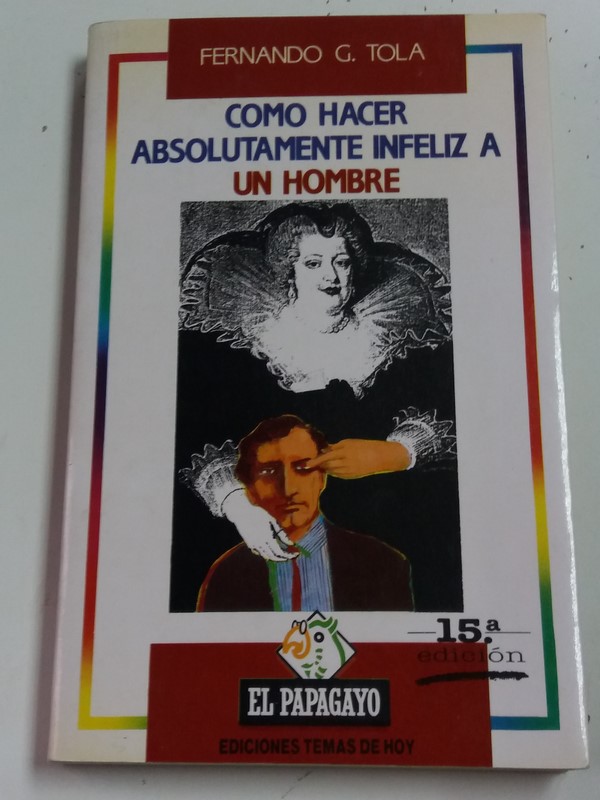 FERNANDO G. TOLA
COMO HACER
ABSOLUTAMENTE INFELIZ A
UN HOMBRE
15.ª
edición
EL PAPAGAYO
EDICIONES TEMAS DE HOY